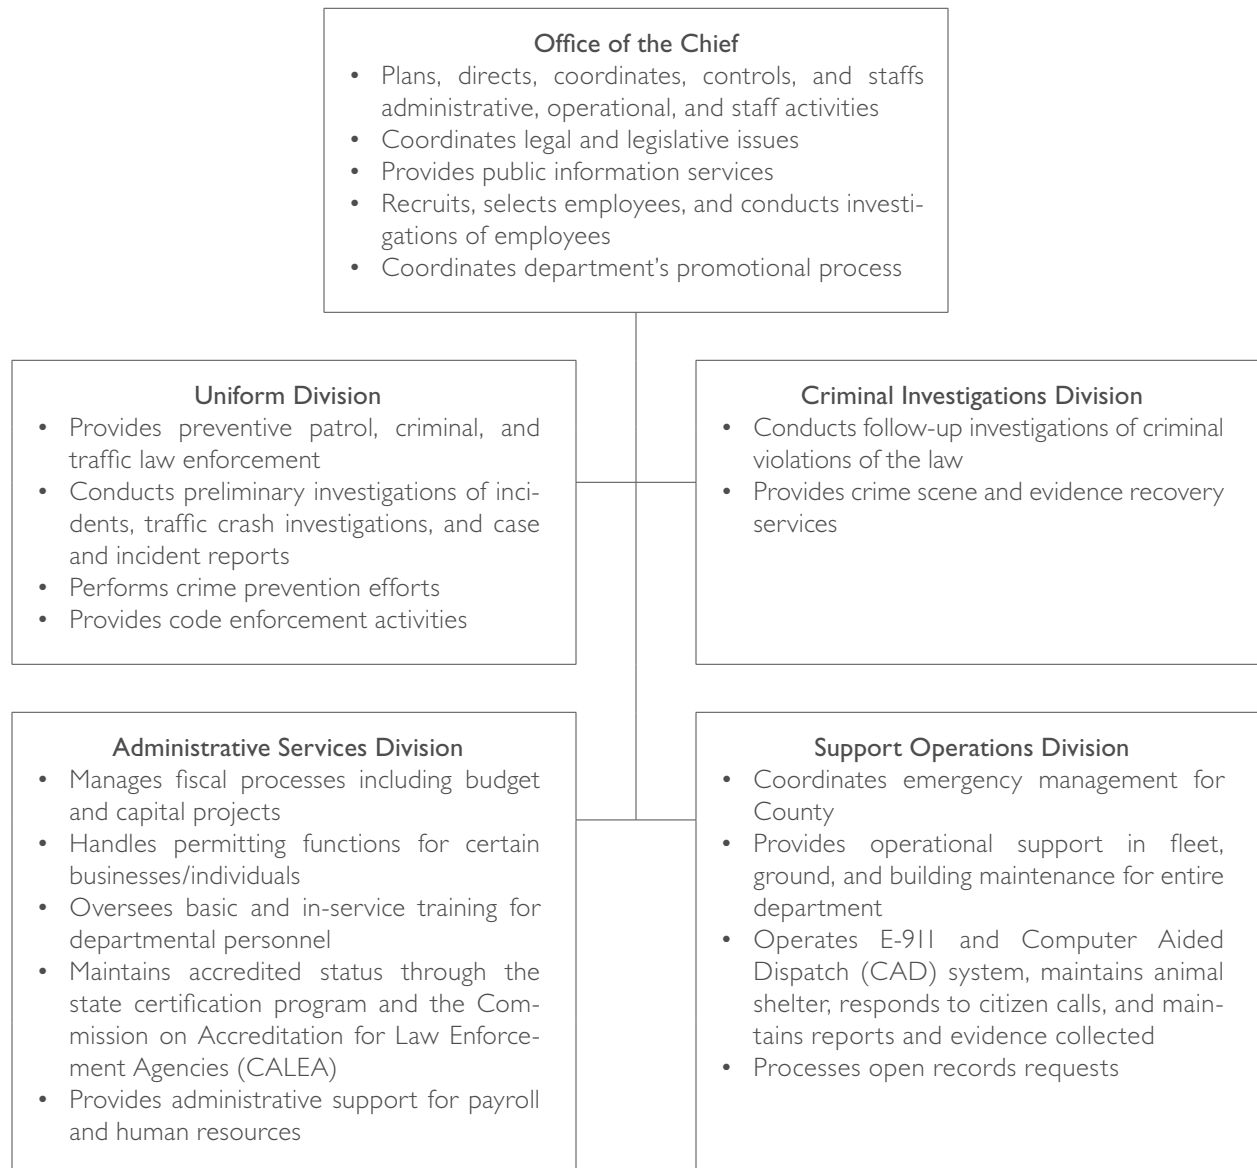 Office of the Chief
• Plans, directs, coordinates, controls, and staffs
administrative, operational, and staff activities
• Coordinates legal and legislative issues
• Provides public information services
• Recruits, selects employees, and conducts investi-
gations of employees
• Coordinates department's promotional process
Uniform Division
• Provides preventive patrol, criminal, and
traffic law enforcement
• Conducts preliminary investigations of inci-
dents, traffic crash investigations, and case
and incident reports
• Performs crime prevention efforts
• Provides code enforcement activities
Criminal Investigations Division
• Conducts follow-up investigations of criminal
violations of the law
• Provides crime scene and evidence recovery
services
Administrative Services Division
• Manages fiscal processes including budget
and capital projects
• Handles permitting functions for certain
businesses/individuals
• Oversees basic and in-service training for
departmental personnel
• Maintains accredited status through the
state certification program and the Com-
mission on Accreditation for Law Enforce-
ment Agencies (CALEA)
• Provides administrative support for payroll
and human resources
Support Operations Division
• Coordinates emergency management for
County
• Provides operational support in fleet,
ground, and building maintenance for entire
department
• Operates E-911 and Computer Aided
Dispatch (CAD) system, maintains animal
shelter, responds to citizen calls, and main-
tains reports and evidence collected
• Processes open records requests